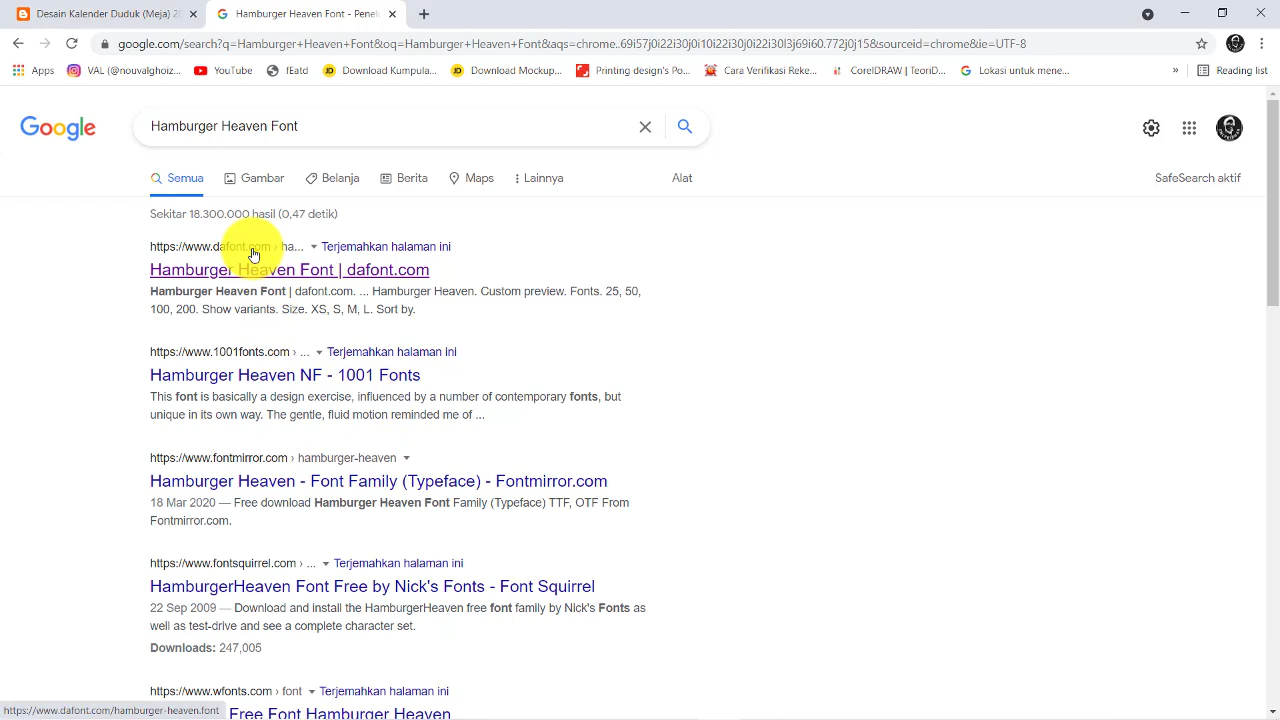 Desain Kalender Duduk (Meja) 20
Hamburger Heaven Font - Penel
google.com/search?q=Hamburger+Heaven+Font&oq=Hamburger+Heaven+Font&aqs=chrome..69i57j0i22i30j0i10i22i30j0i22i30l3j69i60.772j0j15&sourceid=chrome&ie=UTF-8
Apps VAL (@nouvalghoiz... YouTube !Eatd Download Kumpula... Download Mockup... Printing design's Po... Cara Verifikasi Reke... CorelDRAW | TeoriD... Lokasi untuk mene... » Reading list
Google
Hamburger Heaven Font
Semua Gambar Belanja Berita Maps Lainnya Alat SafeSearch aktif
Sekitar 18.300.000 hasil (0,47 detik)
https://www.dafont.com › ha... Terjemahkan halaman ini
Hamburger Heaven Font | dafont.com
Hamburger Heaven Font | dafont.com. ... Hamburger Heaven. Custom preview. Fonts. 25, 50,
100, 200. Show variants. Size. XS, S, M, L. Sort by.
https://www.1001fonts.com › ... Terjemahkan halaman ini
Hamburger Heaven NF - 1001 Fonts
This font is basically a design exercise, influenced by a number of contemporary fonts, but
unique in its own way. The gentle, fluid motion reminded me of ...
https://www.fontmirror.com › hamburger-heaven
Hamburger Heaven - Font Family (Typeface) - Fontmirror.com
18 Mar 2020 — Free download Hamburger Heaven Font Family (Typeface) TTF, OTF From
Fontmirror.com.
https://www.fontsquirrel.com › ... Terjemahkan halaman ini
HamburgerHeaven Font Free by Nick's Fonts - Font Squirrel
22 Sep 2009 — Download and install the HamburgerHeaven free font family by Nick's Fonts as
well as test-drive and see a complete character set.
Downloads: 247,005
https://www.wfonts.com › font Terjemahkan halaman ini
Free Font Hamburger Heaven
https://www.dafont.com/hamburger-heaven.font